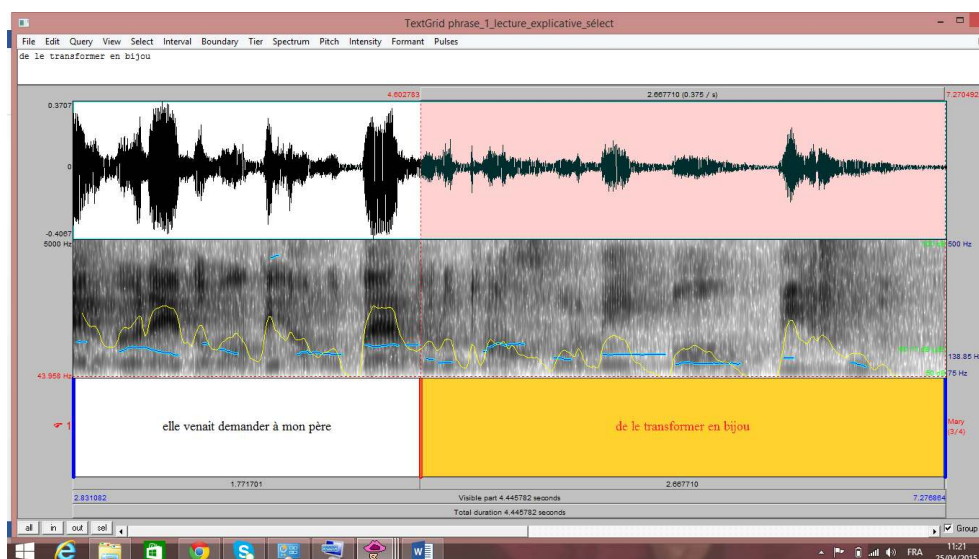 TextGrid phrase_1_lecture_explicative_sélect
File Edit Query View Select Interval Boundary Tier Spectrum Pitch Intensity Formant Pulses
de le transformer en bijou
4.602783 2.667710 (0.375 / s) 7.270492
0.3707
0
-0.4067
5000 Hz 500 Hz
138.85 Hz
43.958 Hz 75 Hz
1 elle venait demander à mon père de le transformer en bijou Mary
(3/4)
1.771701 2.667710
2.831082 Visible part 4.445782 seconds 7.276864
Total duration 4.445782 seconds
all in out sel Group
FRA 11:21
25/04/2015